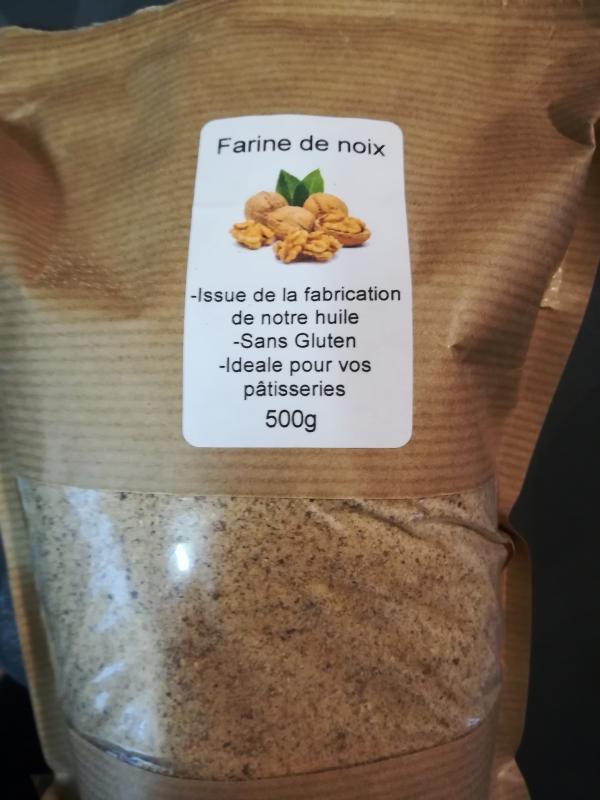 Farine de noix
-Issue de la fabrication
de notre huile
-Sans Gluten
-Ideale pour vos
pâtisseries
500g